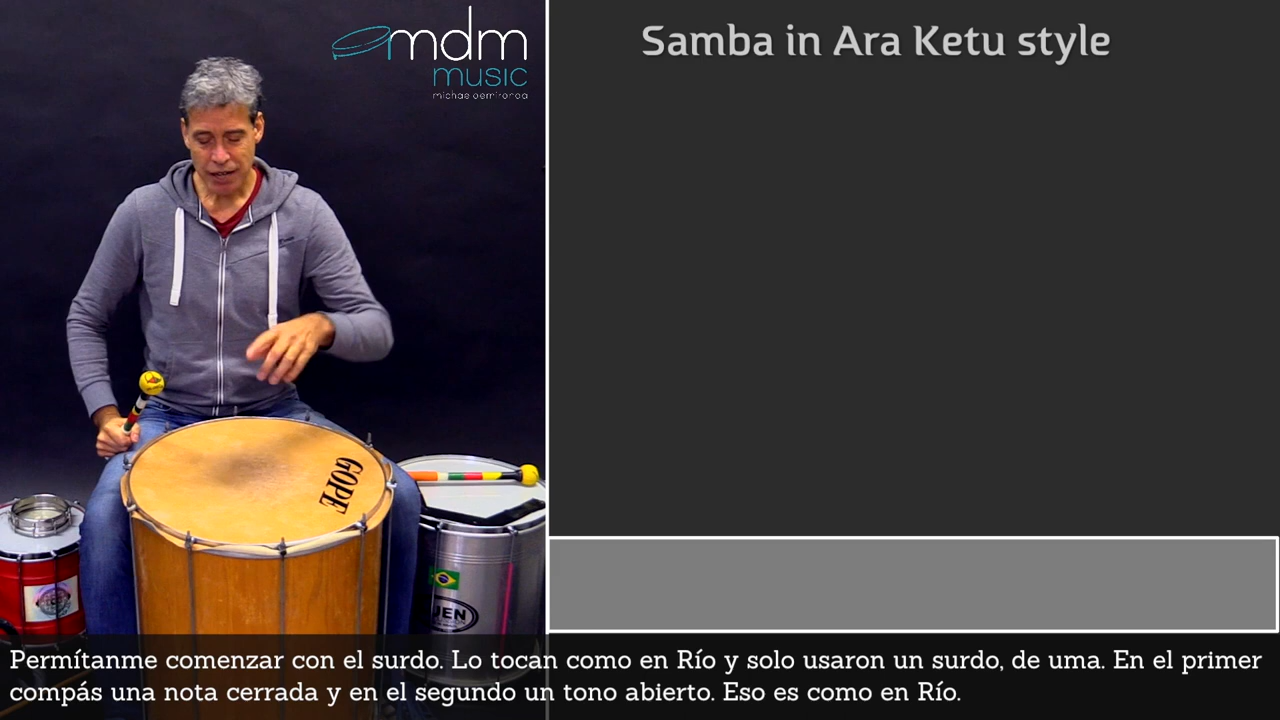 mdm
music
Samba in Ara Ketu style
GOPE
JEN
Permítanme comenzar con el surdo. Lo tocan como en Río y solo usaron un surdo, de uma. En el primer
compás una nota cerrada y en el segundo un tono abierto. Eso es como en Río.